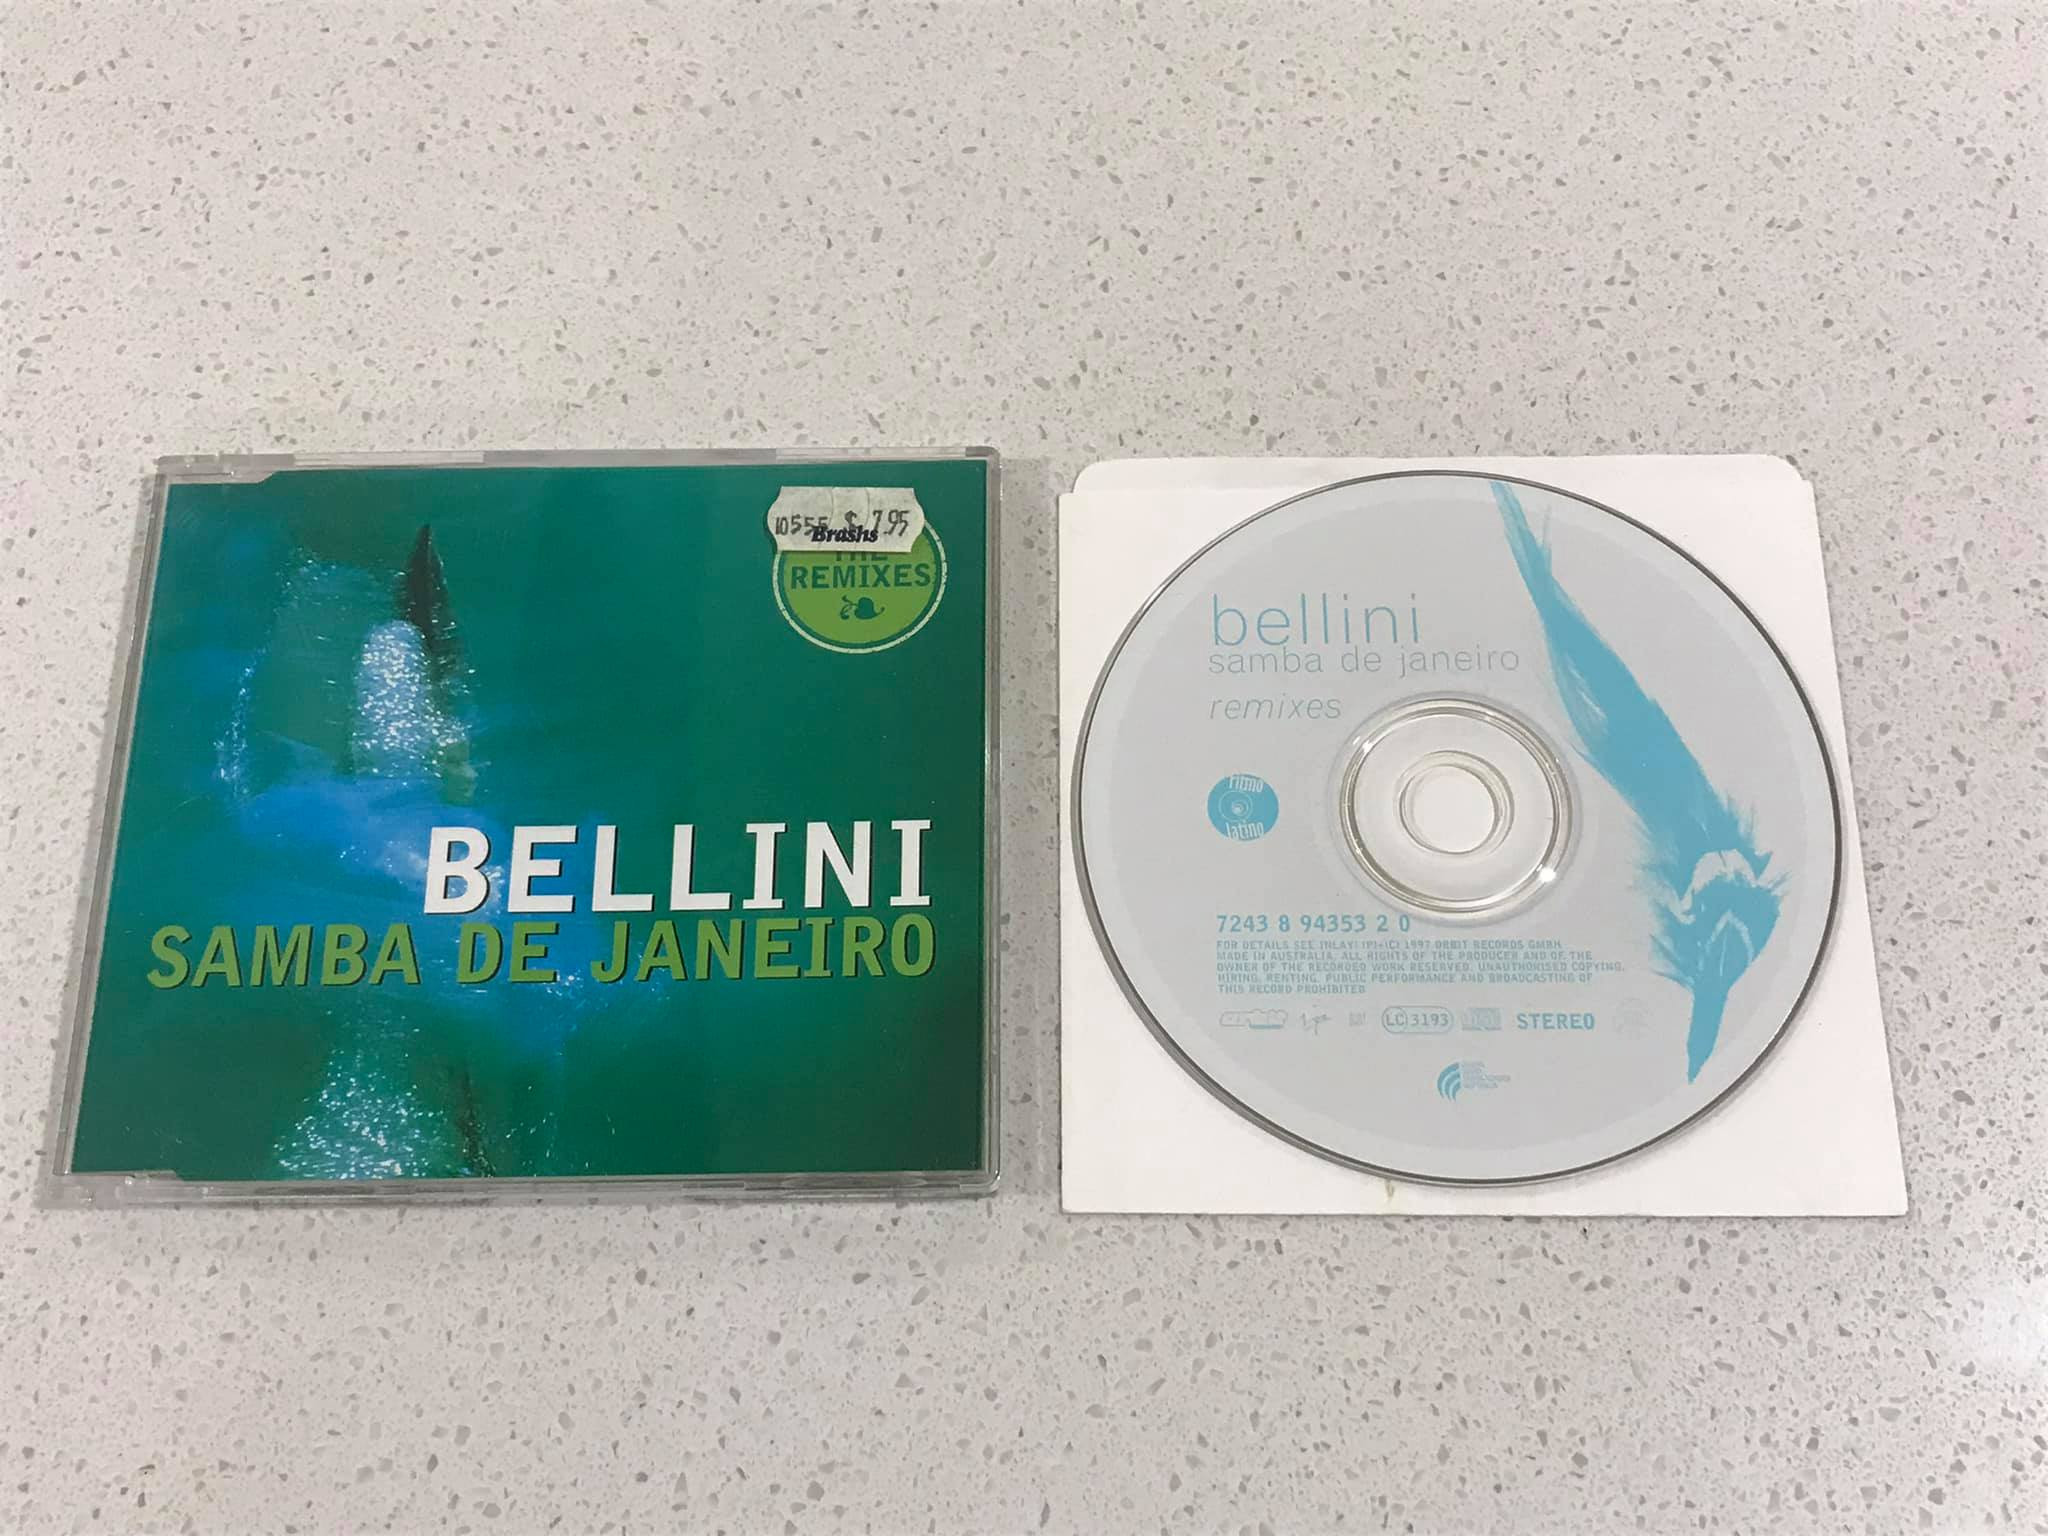 10555 $ 7.95
Brashs
THE
REMIXES
BELLINI
SAMBA DE JANEIRO
bellini
samba de janeiro
remixes
ritmo
latino
7243 8 94353 2 0
FOR DETAILS SEE INLAY! (P)+(C) 1997 ORBIT RECORDS GMBH
MADE IN AUSTRALIA. ALL RIGHTS OF THE PRODUCER AND OF THE
OWNER OF THE RECORDED WORK RESERVED. UNAUTHORISED COPYING,
HIRING, RENTING, PUBLIC PERFORMANCE AND BROADCASTING OF
THIS RECORD PROHIBITED
LC 3193
STEREO